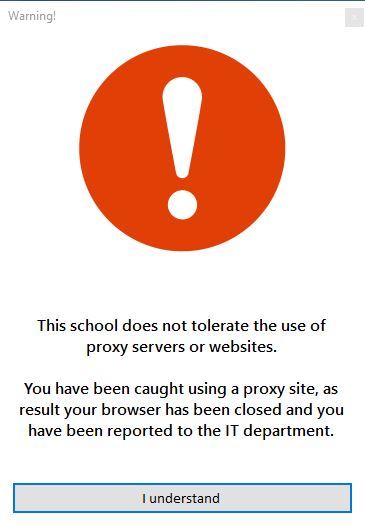 Warning!
This school does not tolerate the use of
proxy servers or websites.
You have been caught using a proxy site, as
result your browser has been closed and you
have been reported to the IT department.
I understand